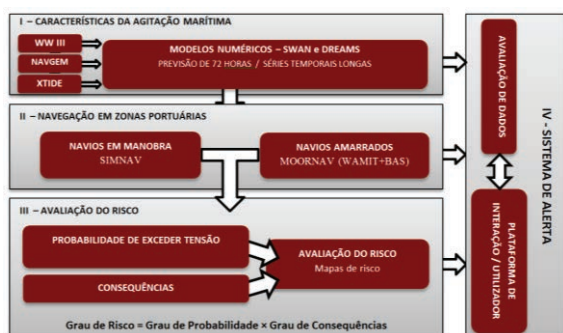 I – CARACTERÍSTICAS DA AGITAÇÃO MARÍTIMA
WW III
NAVGEM
XTIDE
MODELOS NUMÉRICOS – SWAN e DREAMS
PREVISÃO DE 72 HORAS / SÉRIES TEMPORAIS LONGAS
II – NAVEGAÇÃO EM ZONAS PORTUÁRIAS
NAVIOS EM MANOBRA
SIMNAV
NAVIOS AMARRADOS
MOORNAV (WAMIT+BAS)
III – AVALIAÇÃO DO RISCO
PROBABILIDADE DE EXCEDER TENSÃO
CONSEQUÊNCIAS
AVALIAÇÃO DO RISCO
Mapas de risco
Grau de Risco = Grau de Probabilidade × Grau de Consequências
AVALIAÇÃO DE DADOS
PLATAFORMA DE
INTERAÇÃO / UTILIZADOR
IV - SISTEMA DE ALERTA